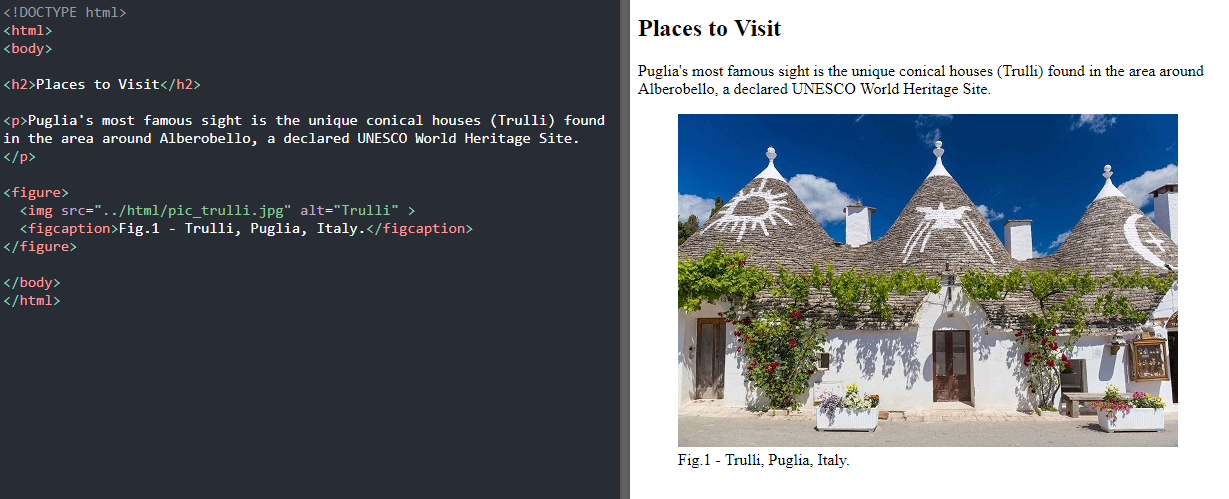 <!DOCTYPE html>
<html>
<body>
<h2>Places to Visit</h2>
<p>Puglia's most famous sight is the unique conical houses (Trulli) found
in the area around Alberobello, a declared UNESCO World Heritage Site.
</p>
<figure>
  <img src="../html/pic_trulli.jpg" alt="Trulli" >
  <figcaption>Fig.1 - Trulli, Puglia, Italy.</figcaption>
</figure>
</body>
</html>
Places to Visit
Puglia's most famous sight is the unique conical houses (Trulli) found in the area around
Alberobello, a declared UNESCO World Heritage Site.
Fig.1 - Trulli, Puglia, Italy.